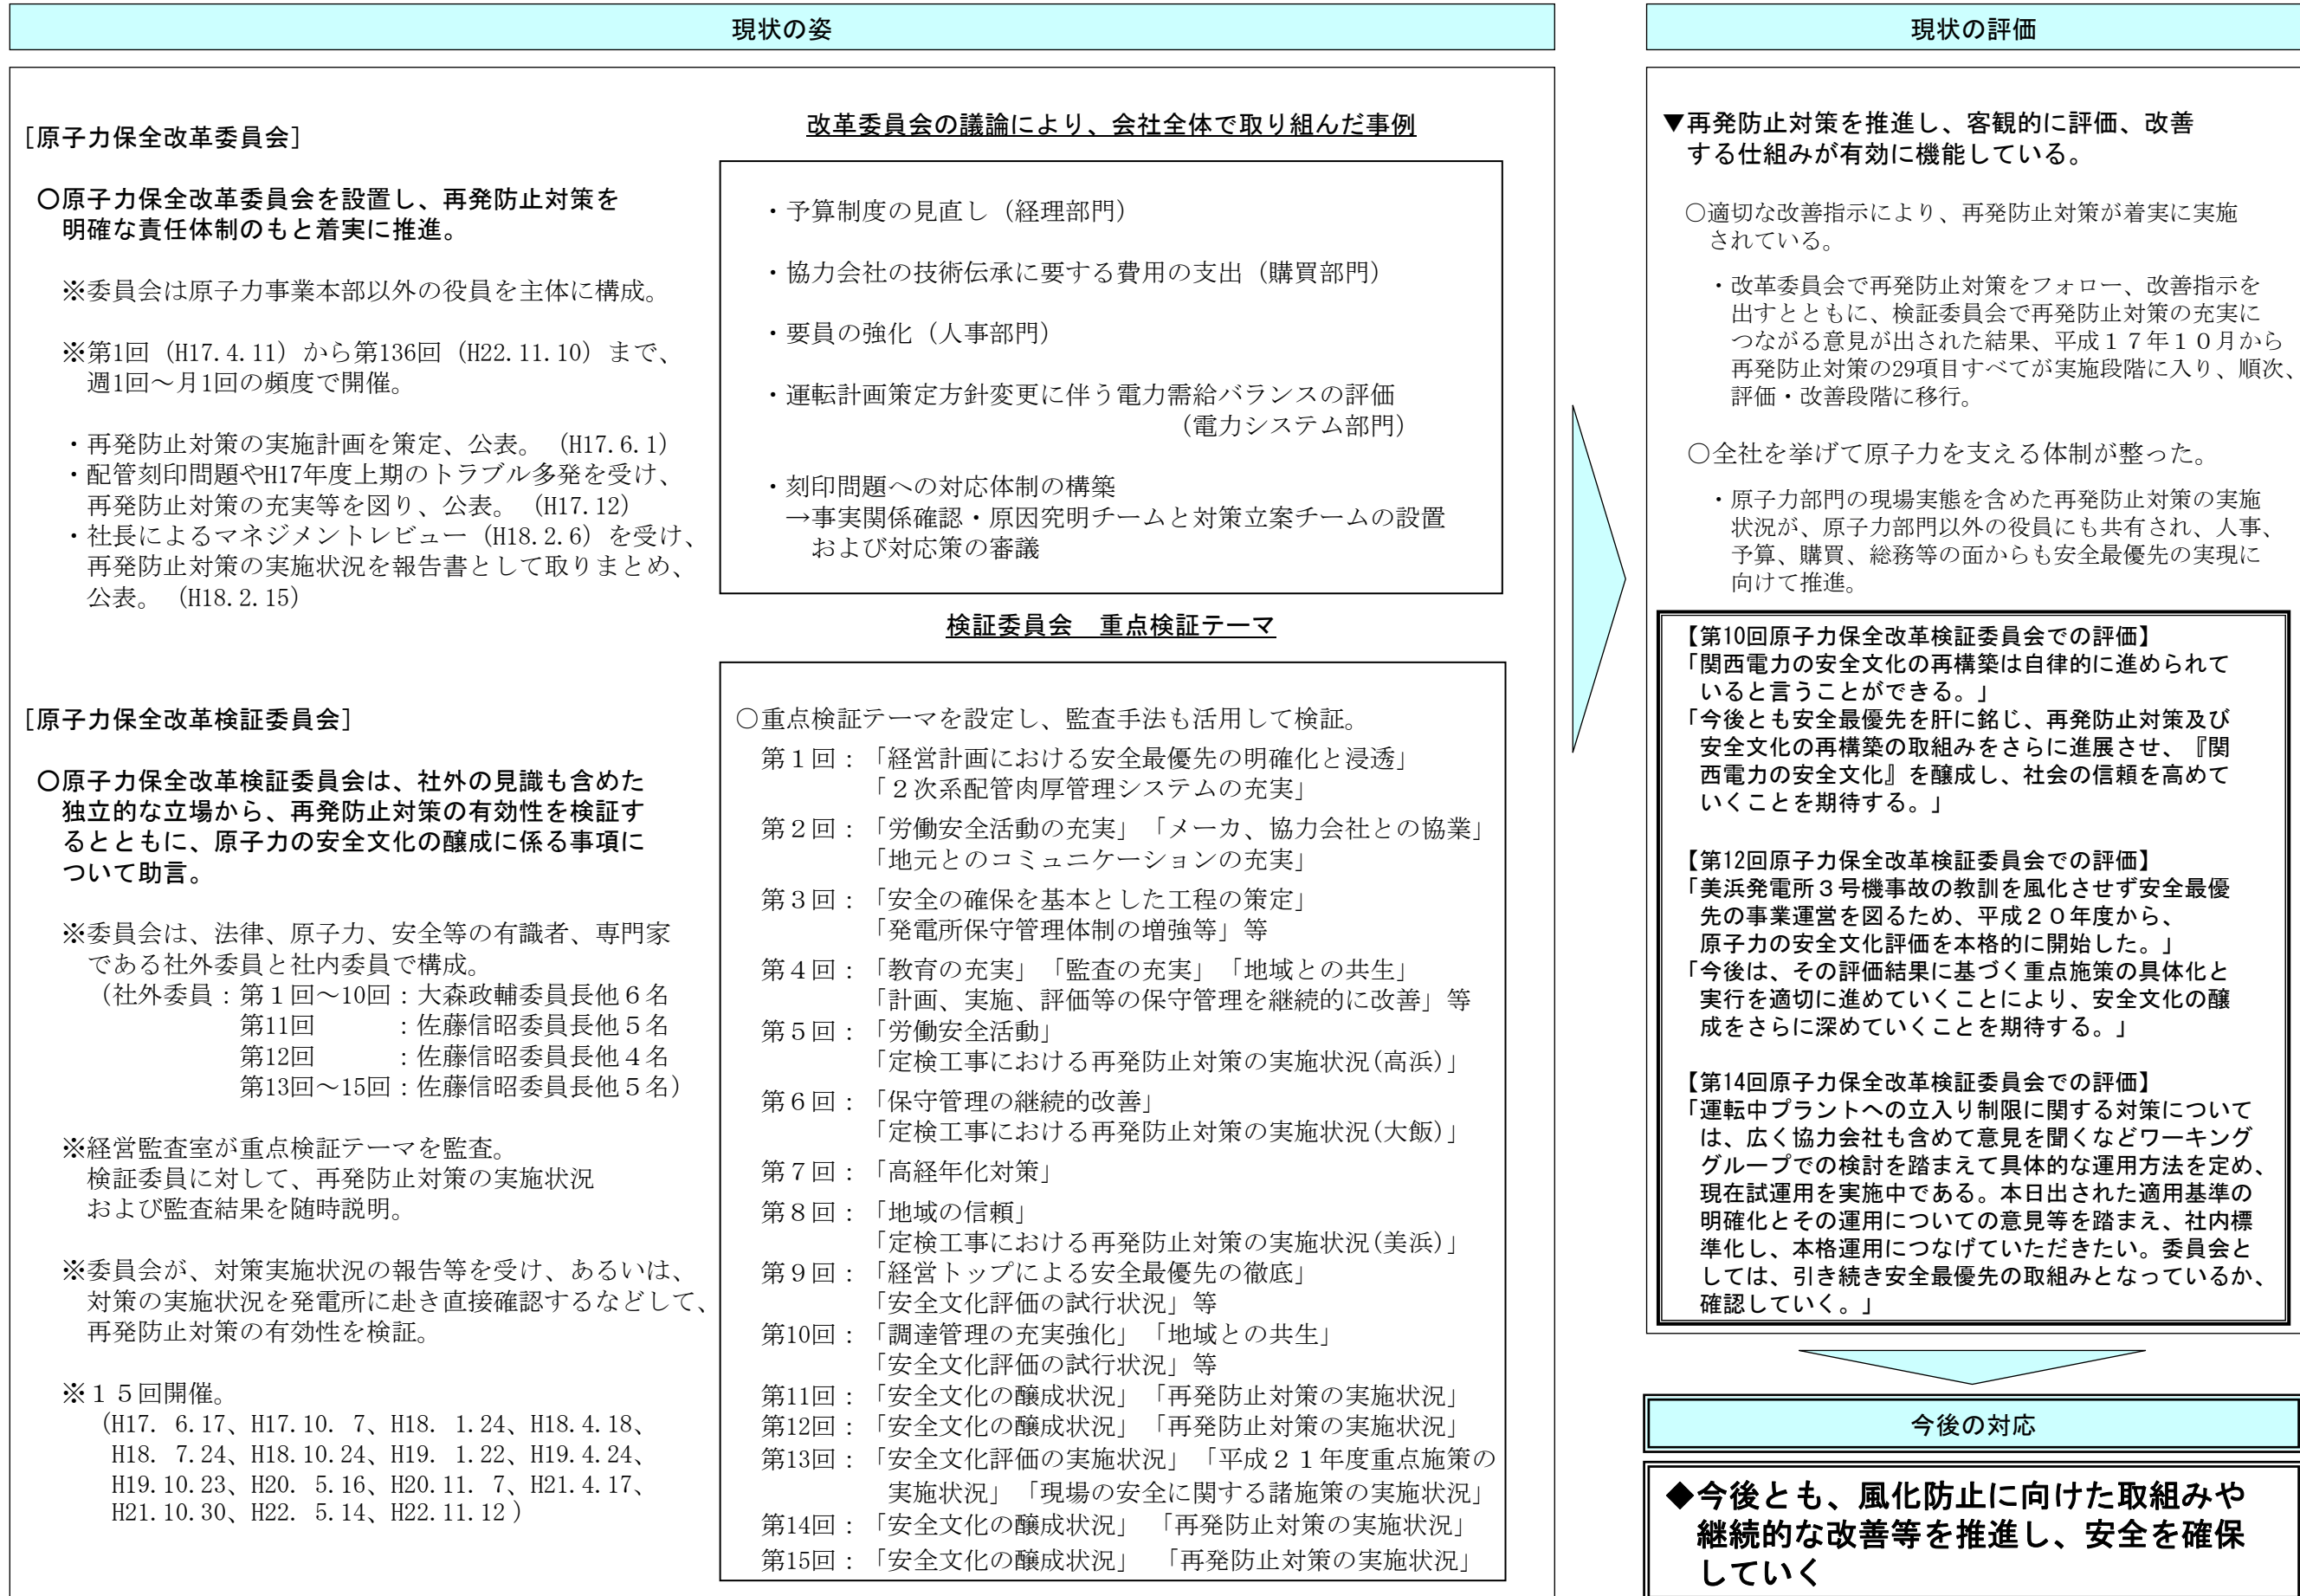 現状の姿
[原子力保全改革委員会]
○原子力保全改革委員会を設置し、再発防止対策を
明確な責任体制のもと着実に推進。
※委員会は原子力事業本部以外の役員を主体に構成。
※第1回（H17.4.11）から第136回（H22.11.10）まで、
週1回～月1回の頻度で開催。
・再発防止対策の実施計画を策定、公表。（H17.6.1）
・配管刻印問題やH17年度上期のトラブル多発を受け、
再発防止対策の充実等を図り、公表。（H17.12）
・社長によるマネジメントレビュー（H18.2.6）を受け、
再発防止対策の実施状況を報告書として取りまとめ、
公表。（H18.2.15）
[原子力保全改革検証委員会]
○原子力保全改革検証委員会は、社外の見識も含めた
独立的な立場から、再発防止対策の有効性を検証す
るとともに、原子力の安全文化の醸成に係る事項に
ついて助言。
※委員会は、法律、原子力、安全等の有識者、専門家
である社外委員と社内委員で構成。
（社外委員：第１回～10回：大森政輔委員長他６名
第11回　　　：佐藤信昭委員長他５名
第12回　　　：佐藤信昭委員長他４名
第13回～15回：佐藤信昭委員長他５名）
※経営監査室が重点検証テーマを監査。
検証委員に対して、再発防止対策の実施状況
および監査結果を随時説明。
※委員会が、対策実施状況の報告等を受け、あるいは、
対策の実施状況を発電所に赴き直接確認するなどして、
再発防止対策の有効性を検証。
※１５回開催。
（H17. 6.17、H17.10. 7、H18. 1.24、H18.4.18、
H18. 7.24、H18.10.24、H19. 1.22、H19.4.24、
H19.10.23、H20. 5.16、H20.11. 7、H21.4.17、
H21.10.30、H22. 5.14、H22.11.12）
改革委員会の議論により、会社全体で取り組んだ事例
・予算制度の見直し（経理部門）
・協力会社の技術伝承に要する費用の支出（購買部門）
・要員の強化（人事部門）
・運転計画策定方針変更に伴う電力需給バランスの評価
（電力システム部門）
・刻印問題への対応体制の構築
→事実関係確認・原因究明チームと対策立案チームの設置
および対応策の審議
検証委員会　重点検証テーマ
○重点検証テーマを設定し、監査手法も活用して検証。
第１回：「経営計画における安全最優先の明確化と浸透」
「２次系配管肉厚管理システムの充実」
第２回：「労働安全活動の充実」「メーカ、協力会社との協業」
「地元とのコミュニケーションの充実」
第３回：「安全の確保を基本とした工程の策定」
「発電所保守管理体制の増強等」等
第４回：「教育の充実」「監査の充実」「地域との共生」
「計画、実施、評価等の保守管理を継続的に改善」等
第５回：「労働安全活動」
「定検工事における再発防止対策の実施状況(高浜)」
第６回：「保守管理の継続的改善」
「定検工事における再発防止対策の実施状況(大飯)」
第７回：「高経年化対策」
第８回：「地域の信頼」
「定検工事における再発防止対策の実施状況(美浜)」
第９回：「経営トップによる安全最優先の徹底」
「安全文化評価の試行状況」等
第10回：「調達管理の充実強化」「地域との共生」
「安全文化評価の試行状況」等
第11回：「安全文化の醸成状況」「再発防止対策の実施状況」
第12回：「安全文化の醸成状況」「再発防止対策の実施状況」
第13回：「安全文化評価の実施状況」「平成２１年度重点施策の
実施状況」「現場の安全に関する諸施策の実施状況」
第14回：「安全文化の醸成状況」「再発防止対策の実施状況」
第15回：「安全文化の醸成状況」「再発防止対策の実施状況」
現状の評価
▼再発防止対策を推進し、客観的に評価、改善
する仕組みが有効に機能している。
○適切な改善指示により、再発防止対策が着実に実施
されている。
・改革委員会で再発防止対策をフォロー、改善指示を
出すとともに、検証委員会で再発防止対策の充実に
つながる意見が出された結果、平成１７年１０月から
再発防止対策の29項目すべてが実施段階に入り、順次、
評価・改善段階に移行。
○全社を挙げて原子力を支える体制が整った。
・原子力部門の現場実態を含めた再発防止対策の実施
状況が、原子力部門以外の役員にも共有され、人事、
予算、購買、総務等の面からも安全最優先の実現に
向けて推進。
【第10回原子力保全改革検証委員会での評価】
「関西電力の安全文化の再構築は自律的に進められて
いると言うことができる。」
「今後とも安全最優先を肝に銘じ、再発防止対策及び
安全文化の再構築の取組みをさらに進展させ、『関
西電力の安全文化』を醸成し、社会の信頼を高めて
いくことを期待する。」
【第12回原子力保全改革検証委員会での評価】
「美浜発電所３号機事故の教訓を風化させず安全最優
先の事業運営を図るため、平成２０年度から、
原子力の安全文化評価を本格的に開始した。」
「今後は、その評価結果に基づく重点施策の具体化と
実行を適切に進めていくことにより、安全文化の醸
成をさらに深めていくことを期待する。」
【第14回原子力保全改革検証委員会での評価】
「運転中プラントへの立入り制限に関する対策について
は、広く協力会社も含めて意見を聞くなどワーキング
グループでの検討を踏まえて具体的な運用方法を定め、
現在試運用を実施中である。本日出された適用基準の
明確化とその運用についての意見等を踏まえ、社内標
準化し、本格運用につなげていただきたい。委員会と
しては、引き続き安全最優先の取組みとなっているか、
確認していく。」
今後の対応
◆今後とも、風化防止に向けた取組みや
継続的な改善等を推進し、安全を確保
していく